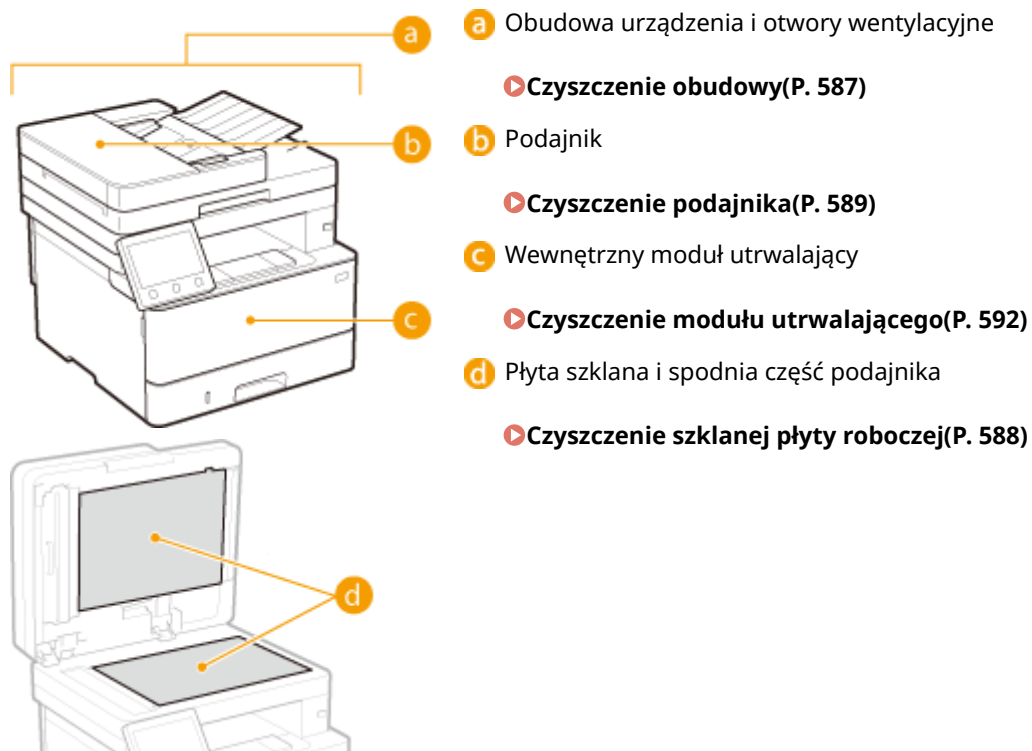 a Obudowa urządzenia i otwory wentylacyjne
Czyszczenie obudowy(P. 587)
b Podajnik
Czyszczenie podajnika(P. 589)
c Wewnętrzny moduł utrwalający
Czyszczenie modułu utrwalającego(P. 592)
d Płyta szklana i spodnia część podajnika
Czyszczenie szklanej płyty roboczej(P. 588)
a
b
c
d